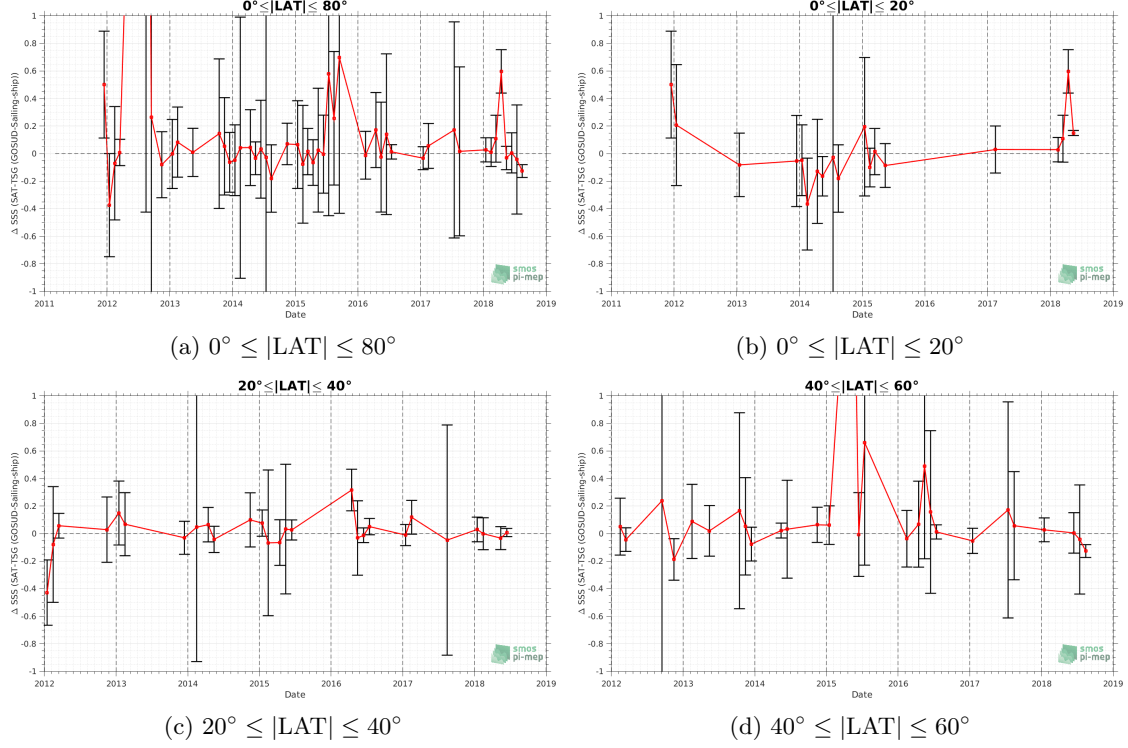 0°≤|LAT|≤ 80°
1
0.8
0.6
0.4
0.2
0
-0.2
-0.4
-0.6
-0.8
-1
Δ SSS (SAT-TSG (GOSUD-Sailing-ship))
2011 2012 2013 2014 2015 2016 2017 2018 2019
Date
smos
pi-mep
(a) 0° ≤ |LAT| ≤ 80°
0°≤|LAT|≤ 20°
1
0.8
0.6
0.4
0.2
0
-0.2
-0.4
-0.6
-0.8
-1
Δ SSS (SAT-TSG (GOSUD-Sailing-ship))
2011 2012 2013 2014 2015 2016 2017 2018 2019
Date
smos
pi-mep
(b) 0° ≤ |LAT| ≤ 20°
20°≤|LAT|≤ 40°
1
0.8
0.6
0.4
0.2
0
-0.2
-0.4
-0.6
-0.8
-1
Δ SSS (SAT-TSG (GOSUD-Sailing-ship))
2012 2013 2014 2015 2016 2017 2018 2019
Date
smos
pi-mep
(c) 20° ≤ |LAT| ≤ 40°
40°≤|LAT|≤ 60°
1
0.8
0.6
0.4
0.2
0
-0.2
-0.4
-0.6
-0.8
-1
Δ SSS (SAT-TSG (GOSUD-Sailing-ship))
2012 2013 2014 2015 2016 2017 2018 2019
Date
smos
pi-mep
(d) 40° ≤ |LAT| ≤ 60°